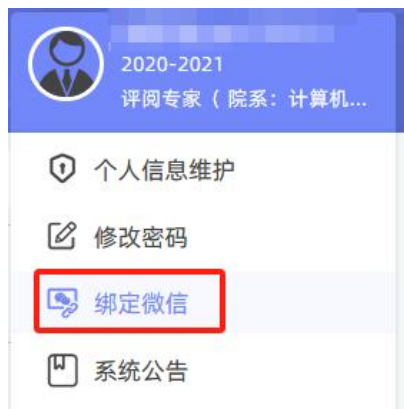 2020-2021
评阅专家（院系：计算机...
个人信息维护
修改密码
绑定微信
系统公告